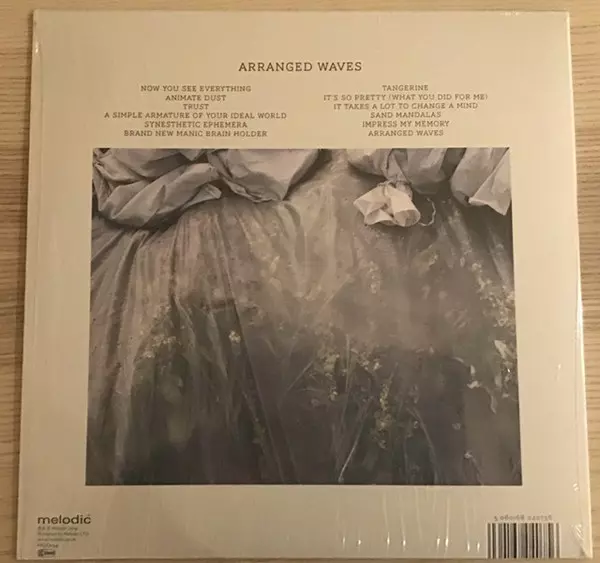 ARRANGED WAVES
NOW YOU SEE EVERYTHING
ANIMATE DUST
TRUST
A SIMPLE ARMATURE OF YOUR IDEAL WORLD
SYNESTHETIC EPHEMERA
BRAND NEW MANIC BRAIN HOLDER
TANGERINE
IT'S SO PRETTY (WHAT YOU DID FOR ME)
IT TAKES A LOT TO CHANGE A MIND
SAND MANDALAS
IMPRESS MY MEMORY
ARRANGED WAVES
melodic